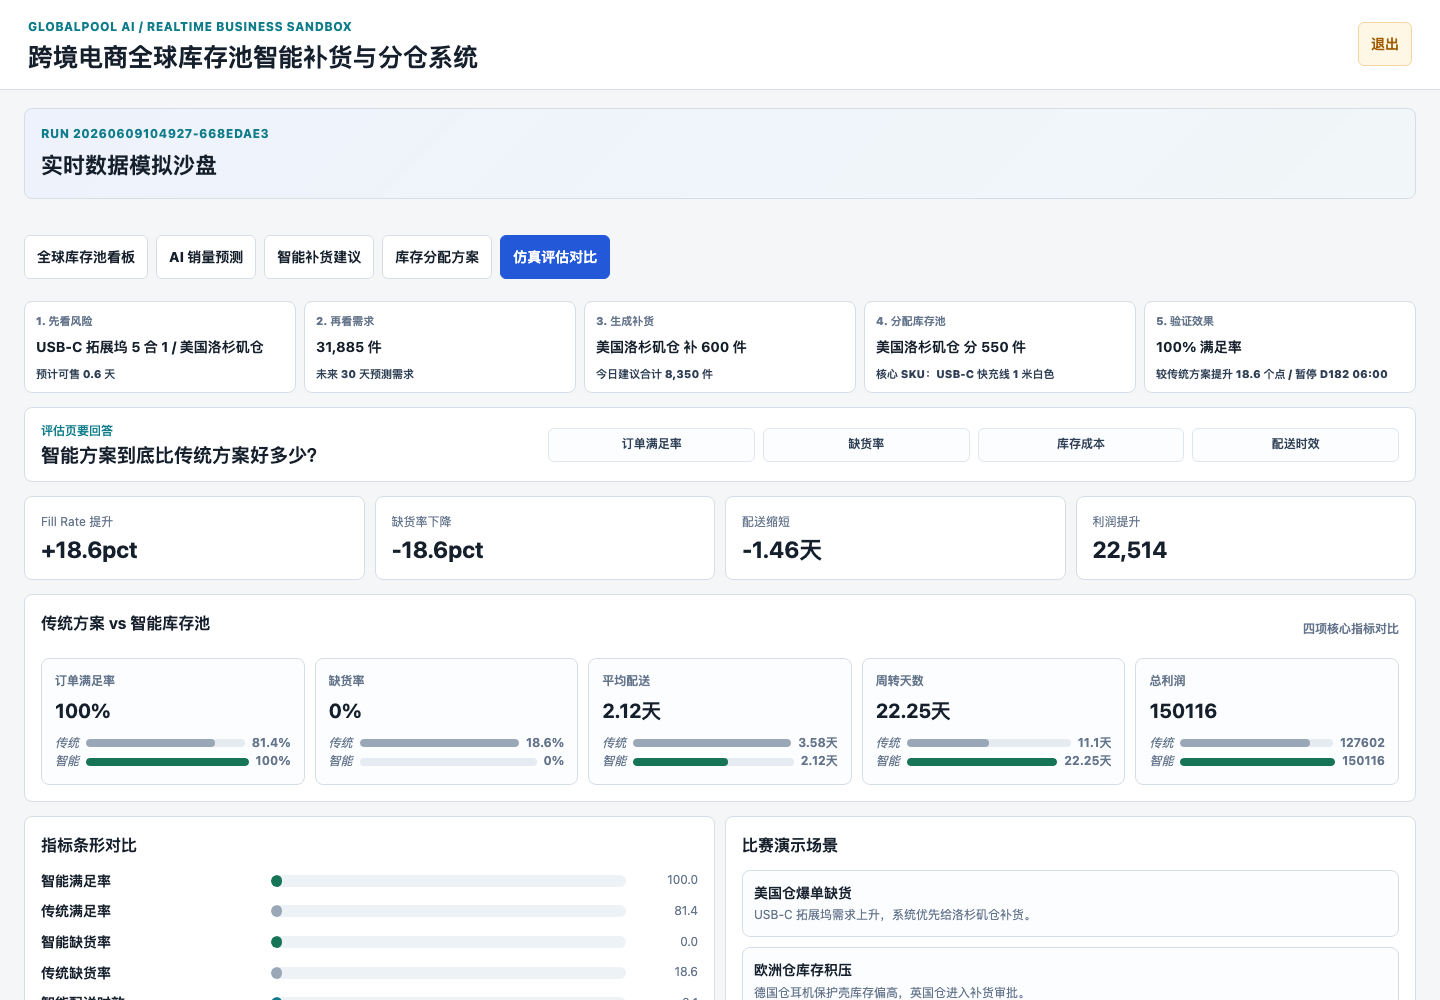 GLOBALPOOL AI / REALTIME BUSINESS SANDBOX
跨境电商全球库存池智能补货与分仓系统
退出
RUN 20260609104927-668EDAE3
实时数据模拟沙盘
全球库存池看板
AI 销量预测
智能补货建议
库存分配方案
仿真评估对比
1. 先看风险
USB-C 拓展坞 5 合 1 / 美国洛杉矶仓
预计可售 0.6 天
2. 再看需求
31,885 件
未来 30 天预测需求
3. 生成补货
美国洛杉矶仓 补 600 件
今日建议合计 8,350 件
4. 分配库存池
美国洛杉矶仓 分 550 件
核心 SKU：USB-C 快充线 1 米白色
5. 验证效果
100% 满足率
较传统方案提升 18.6 个点 / 暂停 D182 06:00
评估页要回答
智能方案到底比传统方案好多少?
订单满足率
缺货率
库存成本
配送时效
Fill Rate 提升
+18.6pct
缺货率下降
-18.6pct
配送缩短
-1.46天
利润提升
22,514
传统方案 vs 智能库存池
四项核心指标对比
订单满足率
100%
传统 81.4%
智能 100%
缺货率
0%
传统 18.6%
智能 0%
平均配送
2.12天
传统 3.58天
智能 2.12天
周转天数
22.25天
传统 11.1天
智能 22.25天
总利润
150116
传统 127602
智能 150116
指标条形对比
智能满足率 100.0
传统满足率 81.4
智能缺货率 0.0
传统缺货率 18.6
比赛演示场景
美国仓爆单缺货
USB-C 拓展坞需求上升，系统优先给洛杉矶仓补货。
欧洲仓库存积压
德国仓耳机保护壳库存偏高，英国仓进入补货审批。